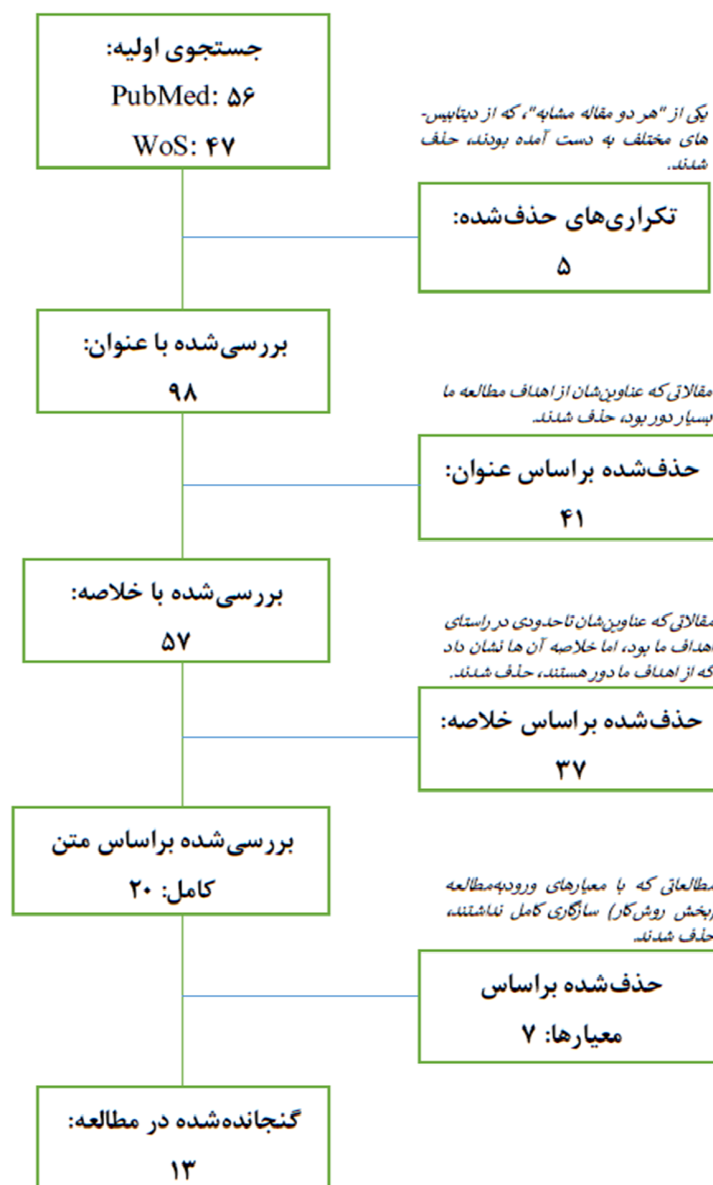 جستجوی اولیه:
PubMed: ۵۶
WoS: ۴۷
یکی از "هر دو مقاله مشابه"، که از دیتابیس-
های مختلف به دست آمده بودند، حذف
شدند.
تکراری‌های حذف‌شده:
۵
بررسی‌شده با عنوان:
۹۸
مقالاتی که عناوین‌شان از اهداف مطالعه ما
بسیار دور بود، حذف شدند.
حذف‌شده براساس عنوان:
۴۱
بررسی‌شده با خلاصه:
۵۷
مقالاتی که عناوین‌شان تاحدودی در راستای
اهداف ما بود، اما خلاصه آن ها نشان داد
که از اهداف ما دور هستند، حذف شدند.
حذف‌شده براساس خلاصه:
۳۷
بررسی‌شده براساس متن
کامل: ۲۰
مطالعاتی که با معیارهای ورودبه‌مطالعه
(بخش روش‌کار) سازگاری کامل نداشتند،
حذف شدند.
حذف‌شده براساس
معیارها: ۷
گنجانده‌شده در مطالعه:
۱۳